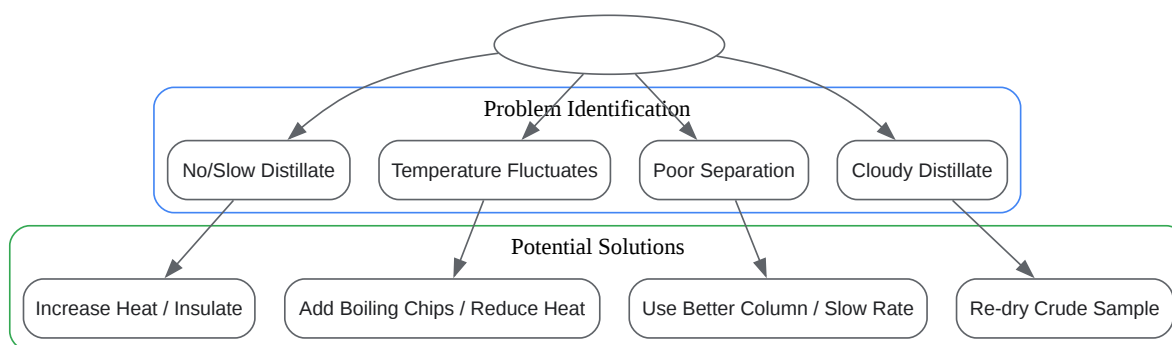 Problem Identification
No/Slow Distillate
Temperature Fluctuates
Poor Separation
Cloudy Distillate
Potential Solutions
Increase Heat / Insulate
Add Boiling Chips / Reduce Heat
Use Better Column / Slow Rate
Re-dry Crude Sample